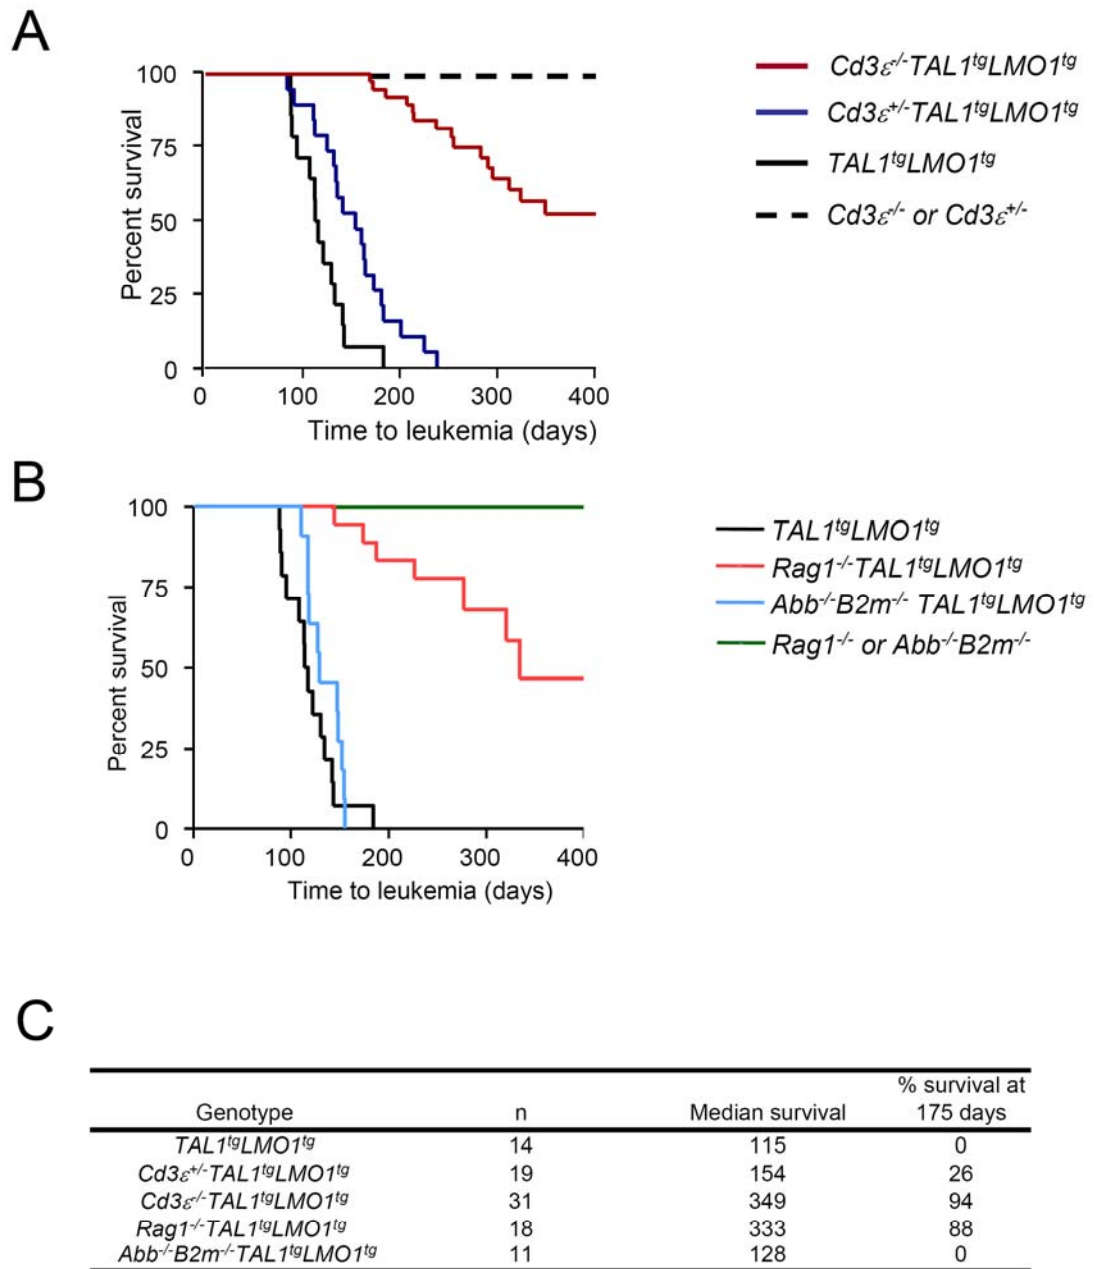 A
100
75
50
25
0
Percent survival
0 100 200 300 400
Time to leukemia (days)
Cd3ε-/-TAL1tgLMO1tg
Cd3ε+/-TAL1tgLMO1tg
TAL1tgLMO1tg
Cd3ε-/- or Cd3ε+/-
B
100
75
50
25
0
Percent survival
0 100 200 300 400
Time to leukemia (days)
TAL1tgLMO1tg
Rag1-/-TAL1tgLMO1tg
Abb-/-B2m-/- TAL1tgLMO1tg
Rag1-/- or Abb-/-B2m-/-
C
% survival at
Genotype n Median survival 175 days
TAL1tgLMO1tg 14 115 0
Cd3ε+/-TAL1tgLMO1tg 19 154 26
Cd3ε-/-TAL1tgLMO1tg 31 349 94
Rag1-/-TAL1tgLMO1tg 18 333 88
Abb-/-B2m-/-TAL1tgLMO1tg 11 128 0